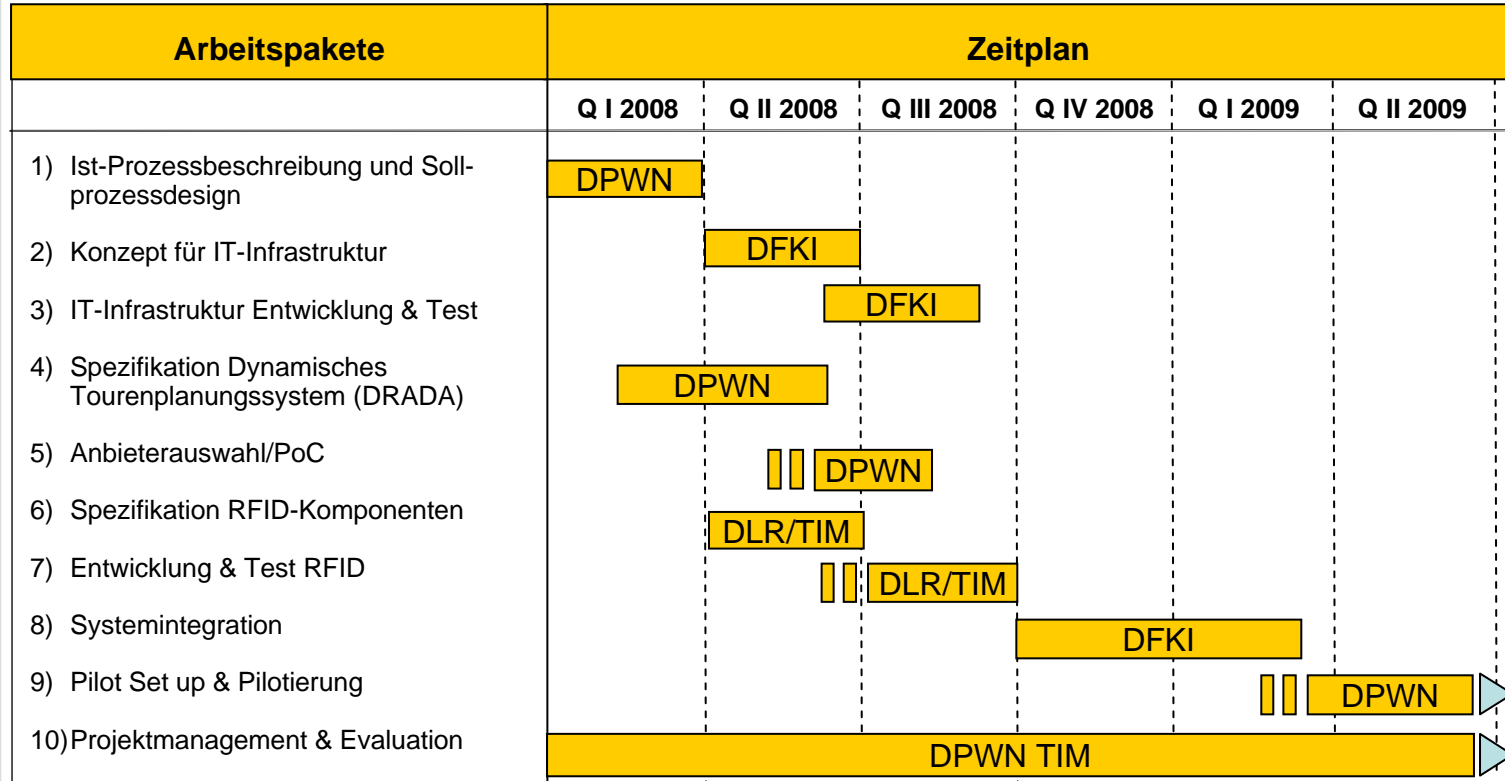 Arbeitspakete
Zeitplan
Q I 2008
Q II 2008
Q III 2008
Q IV 2008
Q I 2009
Q II 2009
1) Ist-Prozessbeschreibung und Soll-
prozessdesign
DPWN
2) Konzept für IT-Infrastruktur
DFKI
3) IT-Infrastruktur Entwicklung & Test
DFKI
4) Spezifikation Dynamisches
Tourenplanungssystem (DRADA)
DPWN
5) Anbieterauswahl/PoC
DPWN
6) Spezifikation RFID-Komponenten
DLR/TIM
7) Entwicklung & Test RFID
DLR/TIM
8) Systemintegration
DFKI
9) Pilot Set up & Pilotierung
DPWN
10) Projektmanagement & Evaluation
DPWN TIM